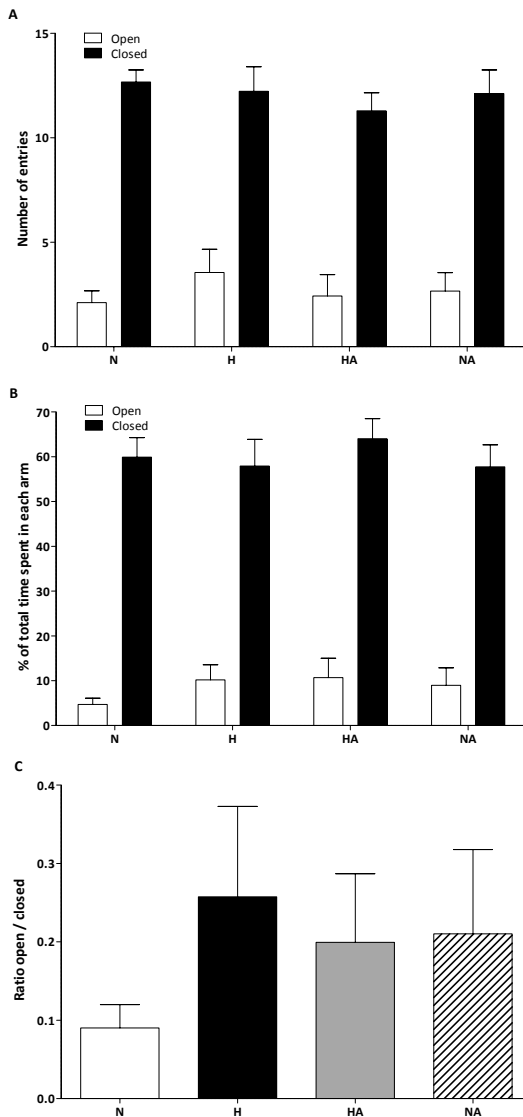 A
15
Open
Closed
10
Number of entries
5
0
N H HA NA
B
70
Open
Closed
60
50
40
% of total time spent in each arm
30
20
10
0
N H HA NA
C
0.4
0.3
Ratio open / closed
0.2
0.1
0.0
N H HA NA